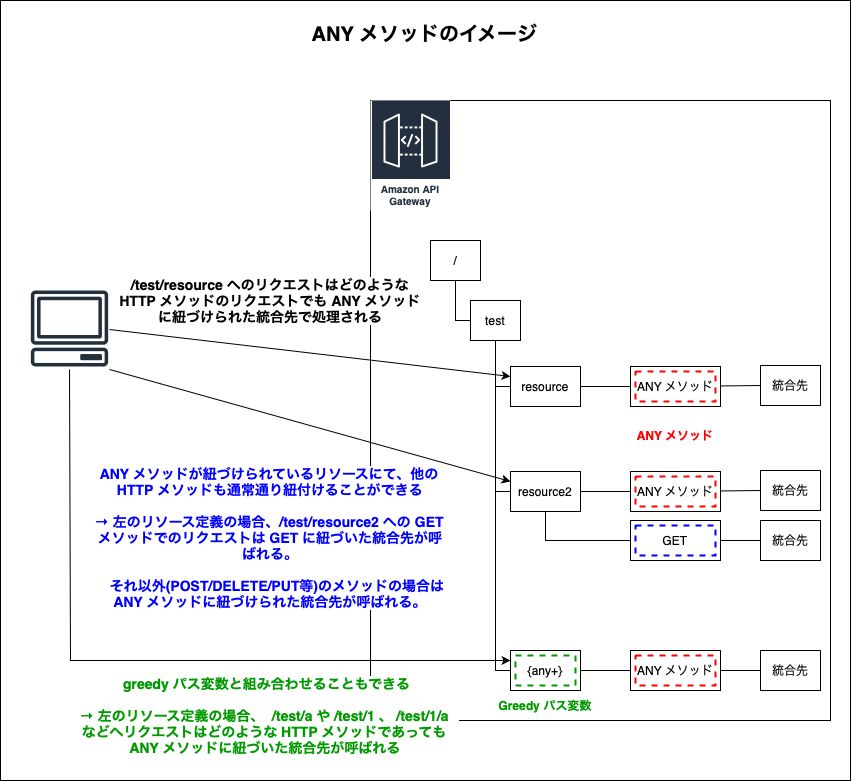 ANY メソッドのイメージ
Amazon API
Gateway
/
test
/test/resource へのリクエストはどのような
HTTP メソッドのリクエストでも ANY メソッド
に紐づけられた統合先で処理される
resource
ANY メソッド
統合先
ANY メソッド
ANY メソッドが紐づけられているリソースにて、他の
HTTP メソッドも通常通り紐付けることができる
→ 左のリソース定義の場合、/test/resource2 への GET
メソッドでのリクエストは GET に紐づいた統合先が呼
ばれる。
それ以外(POST/DELETE/PUT等)のメソッドの場合は
ANY メソッドに紐づけられた統合先が呼ばれる。
resource2
ANY メソッド
統合先
GET
統合先
{any+}
ANY メソッド
統合先
Greedy パス変数
greedy パス変数と組み合わせることもできる
→ 左のリソース定義の場合、 /test/a や /test/1 、 /test/1/a
などへリクエストはどのような HTTP メソッドであっても
ANY メソッドに紐づいた統合先が呼ばれる